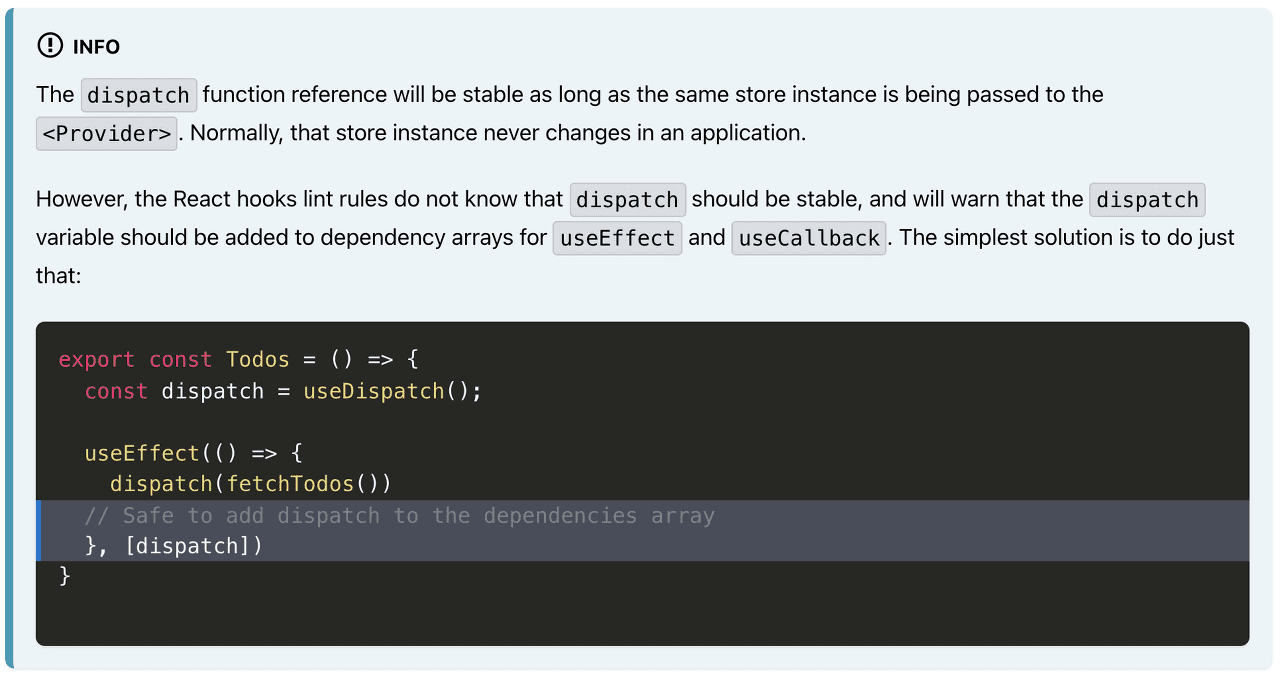 INFO
The dispatch function reference will be stable as long as the same store instance is being passed to the
<Provider>. Normally, that store instance never changes in an application.
However, the React hooks lint rules do not know that dispatch should be stable, and will warn that the dispatch
variable should be added to dependency arrays for useEffect and useCallback. The simplest solution is to do just
that:
export const Todos = () => {
  const dispatch = useDispatch();
  useEffect(() => {
    dispatch(fetchTodos())
  // Safe to add dispatch to the dependencies array
  }, [dispatch])
}